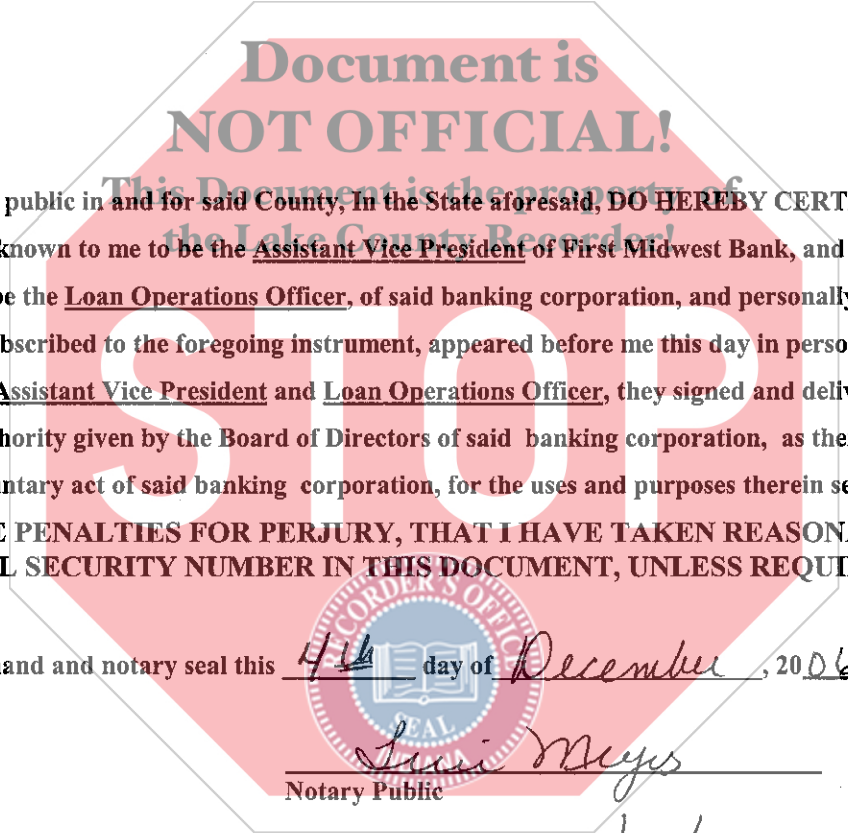 Document is
NOT OFFICIAL!
This Document is the property of
the Lake County Recorder!
STOP
public in and for said County, In the State aforesaid, DO HEREBY CERT
known to me to be the Assistant Vice President of First Midwest Bank, and
be the Loan Operations Officer, of said banking corporation, and personally
bscribed to the foregoing instrument, appeared before me this day in perso
Assistant Vice President and Loan Operations Officer, they signed and deliv
hority given by the Board of Directors of said banking corporation, as the
ntary act of said banking corporation, for the uses and purposes therein se
E PENALTIES FOR PERJURY, THAT I HAVE TAKEN REASONA
L SECURITY NUMBER IN THIS DOCUMENT, UNLESS REQUI
RECORDER'S OFFICE
SEAL
INDIANA
hand and notary seal this 4th day of December, 2006
Notary Public